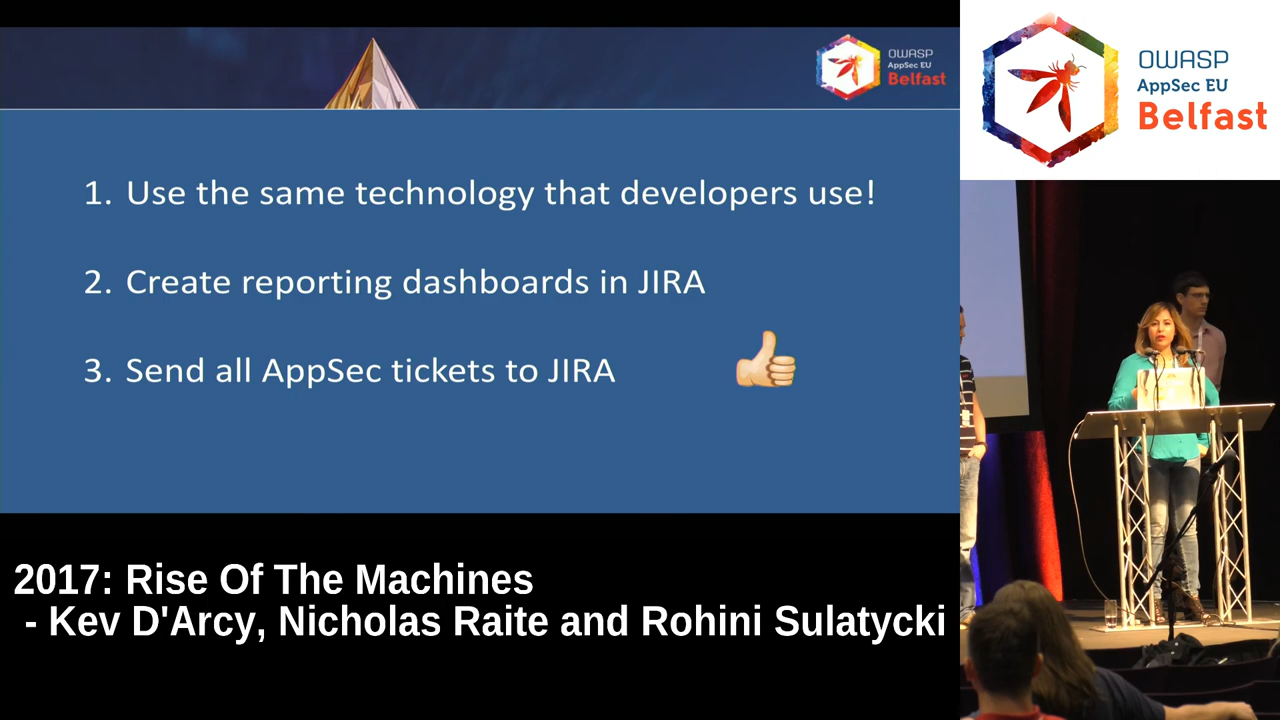 OWASP
AppSec EU
Belfast
1. Use the same technology that developers use!
2. Create reporting dashboards in JIRA
3. Send all AppSec tickets to JIRA
2017: Rise Of The Machines
- Kev D'Arcy, Nicholas Raite and Rohini Sulatycki
OWASP
AppSec EU
Belfast